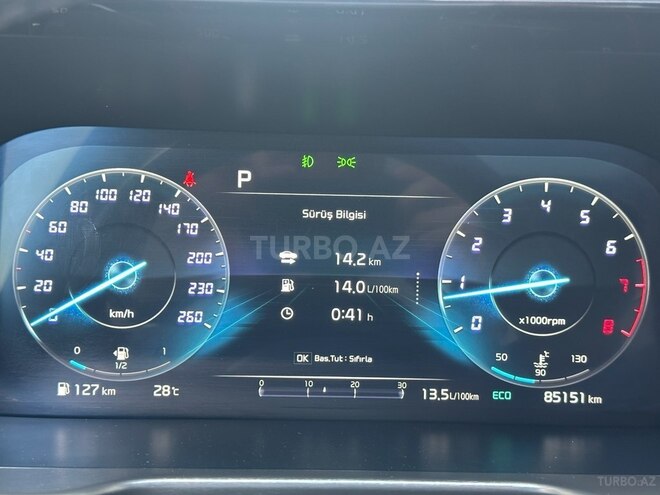 P
Sürüş Bilgisi
TURBO.AZ
14.2 km
14.0 L/100km
0:41 h
OK Bas.Tut : Sıfırla
0 20 40 60 80 100 120 140 170 200 230 260
km/h
0 1/2 1
127 km
28°C
0 10 20 30
13.5 L/100km
0 1 2 3 4 5 6 7 8
x1000rpm
50 90 130
°C
ECO
85151 km
TURBO.AZ